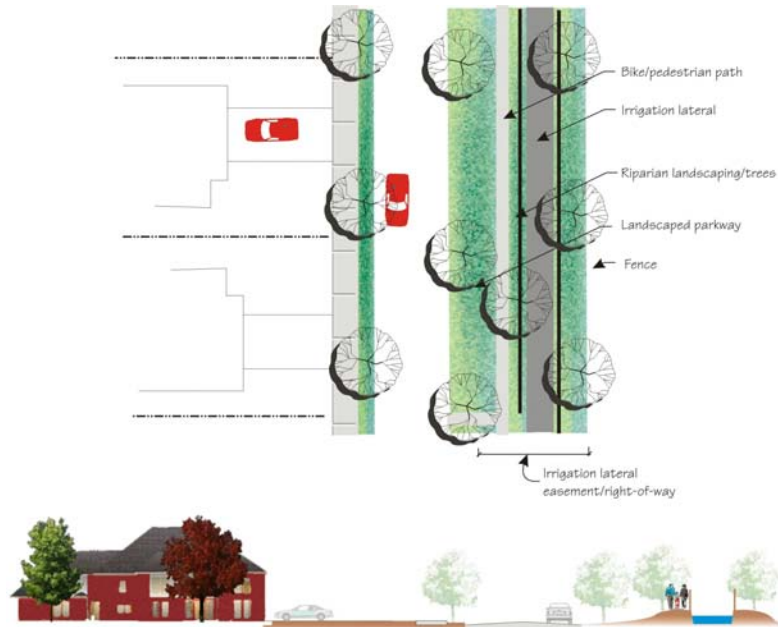 Bike/pedestrian path
Irrigation lateral
Riparian landscaping/trees
Landscaped parkway
Fence
Irrigation lateral
easement/right-of-way